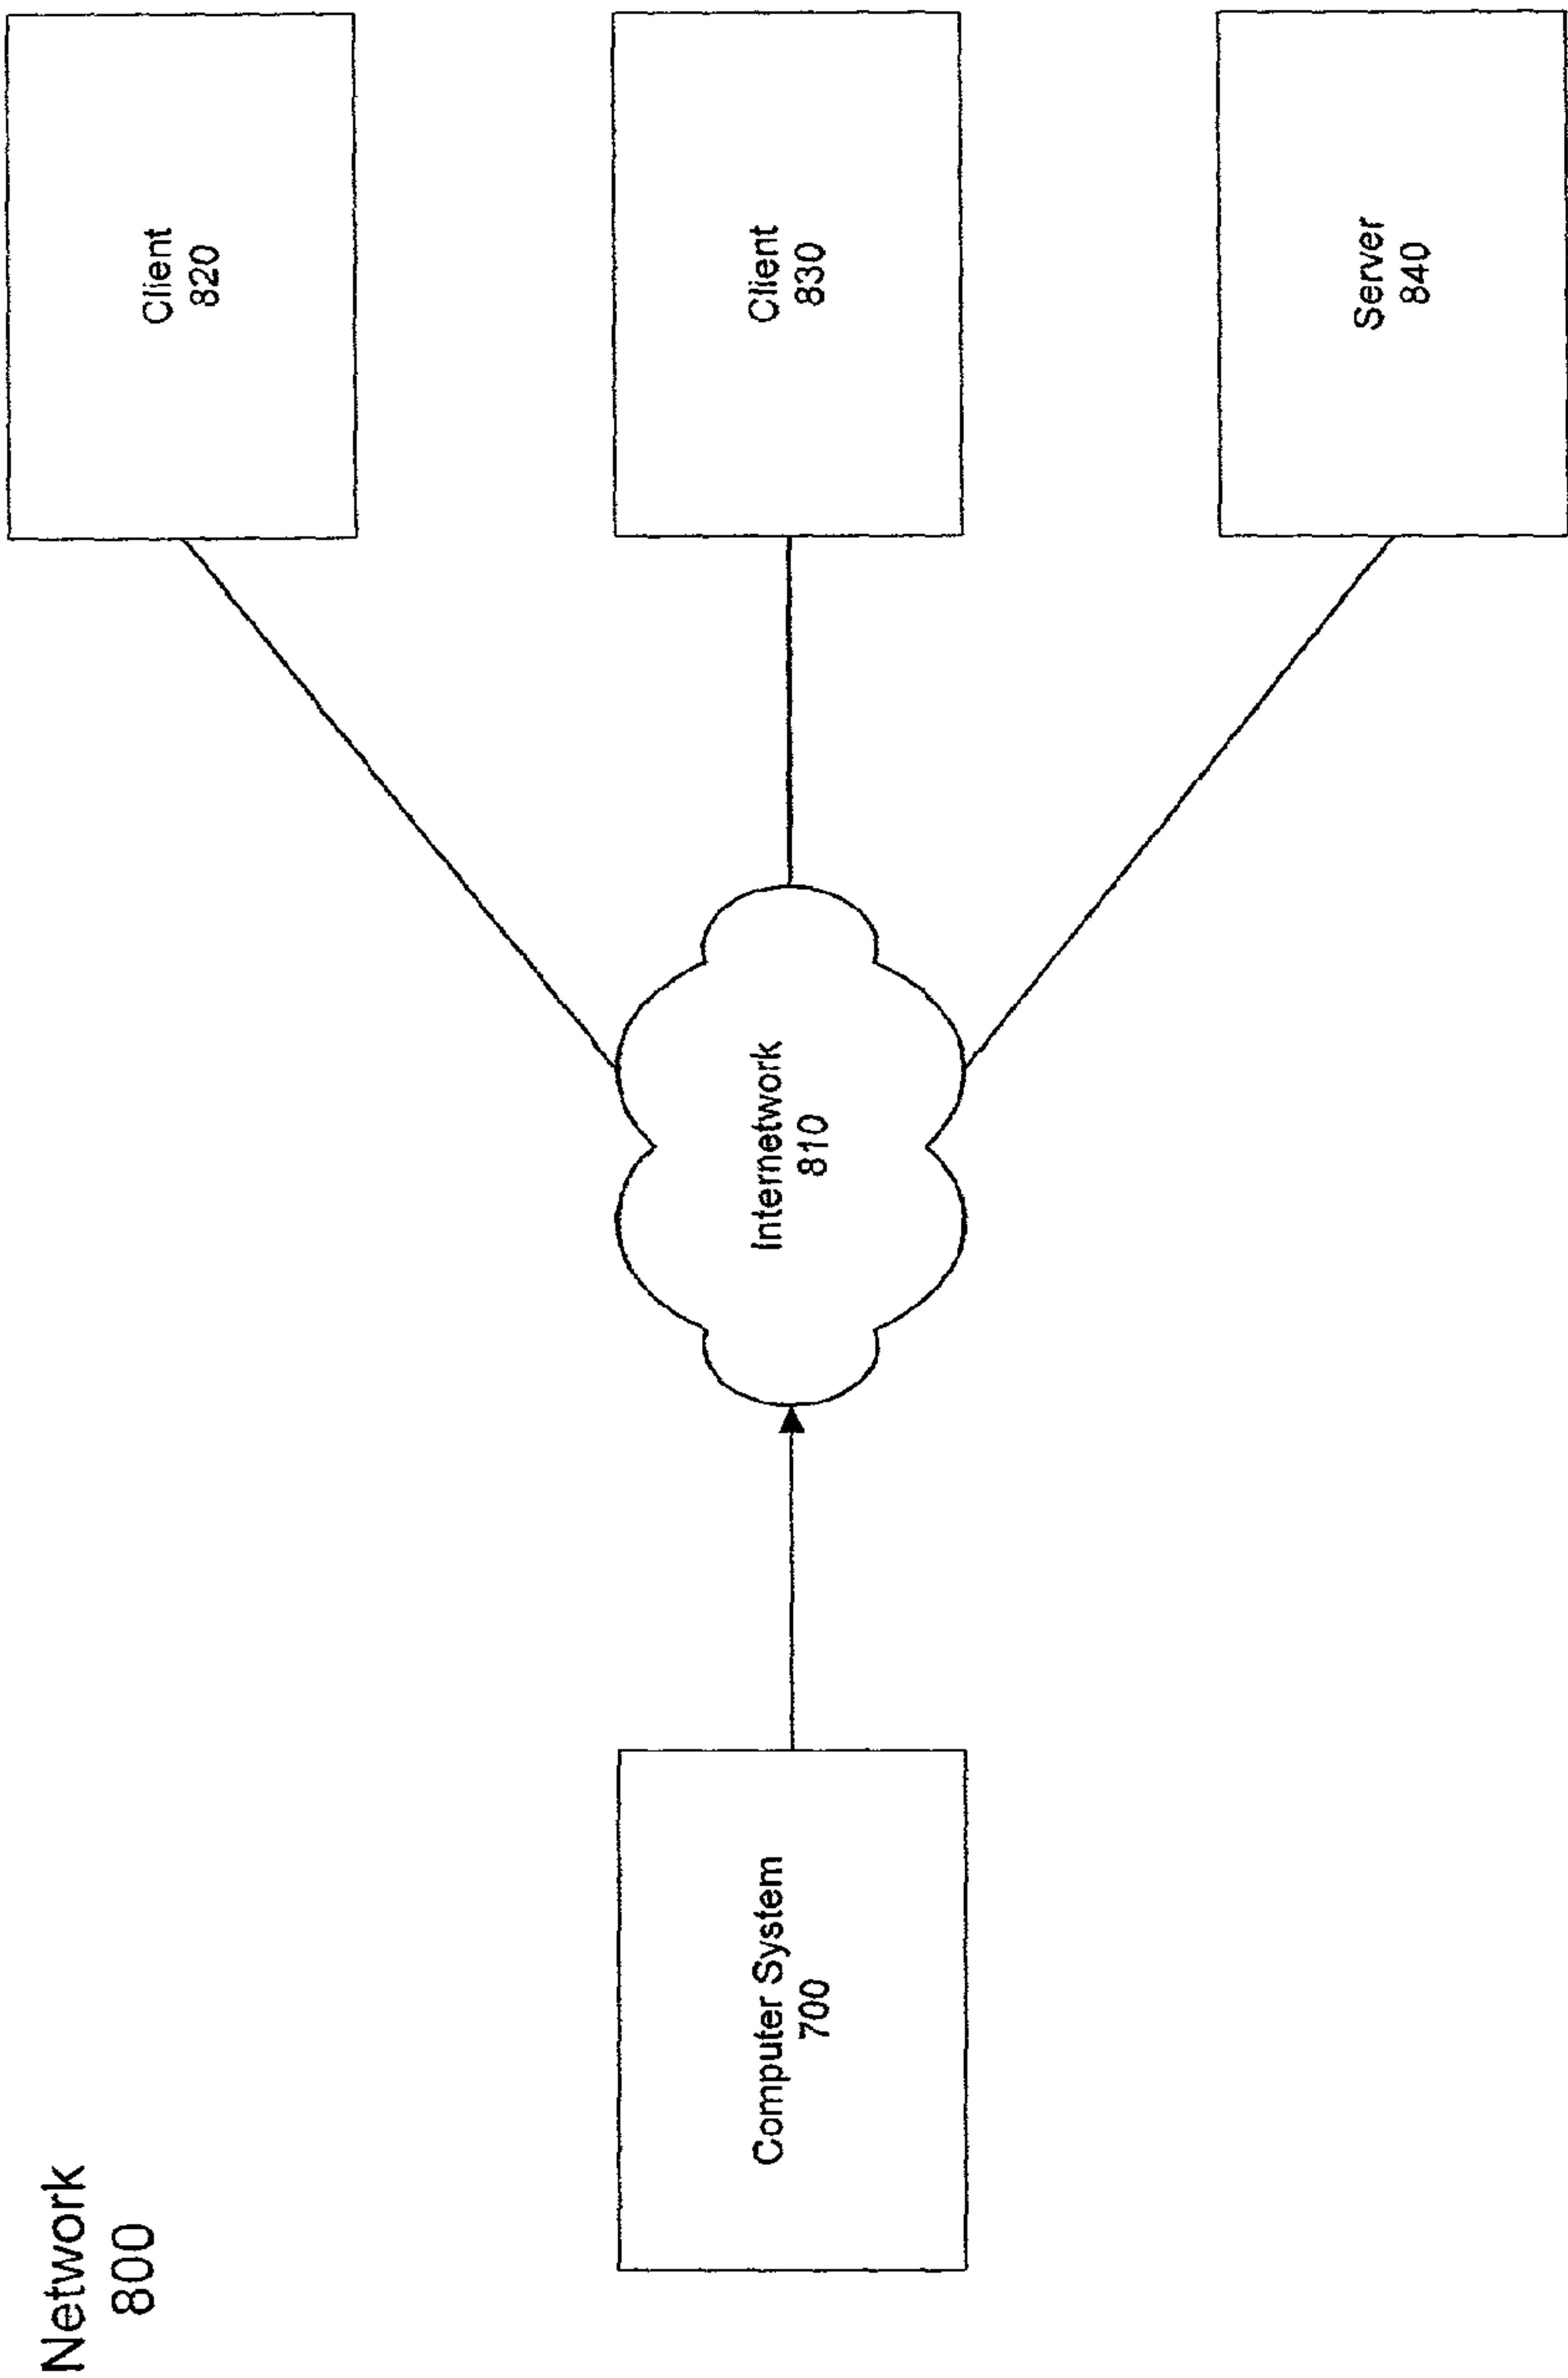 Network
800
Client
820
Computer System
700
Internetwork
810
Client
830
Server
840